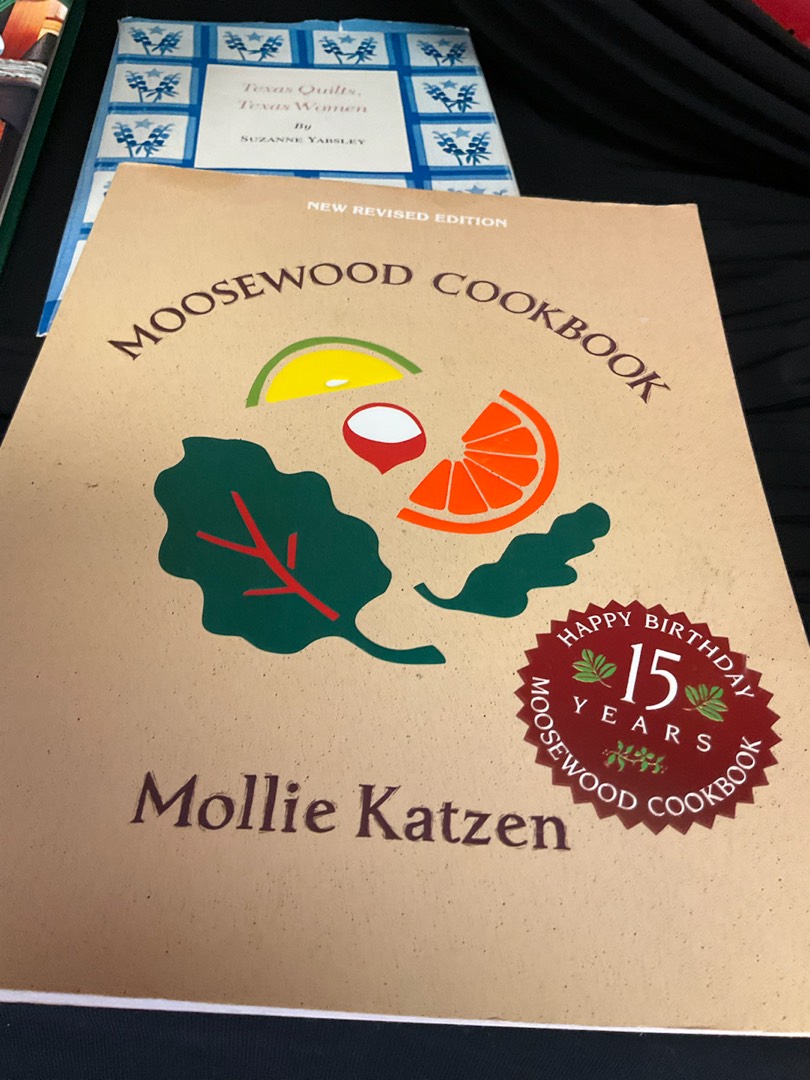 Texas Quilts,
Texas Women
By
SUZANNE YABSLEY
NEW REVISED EDITION
MOOSEWOOD COOKBOOK
HAPPY BIRTHDAY
15
YEARS
MOOSEWOOD COOKBOOK
Mollie Katzen